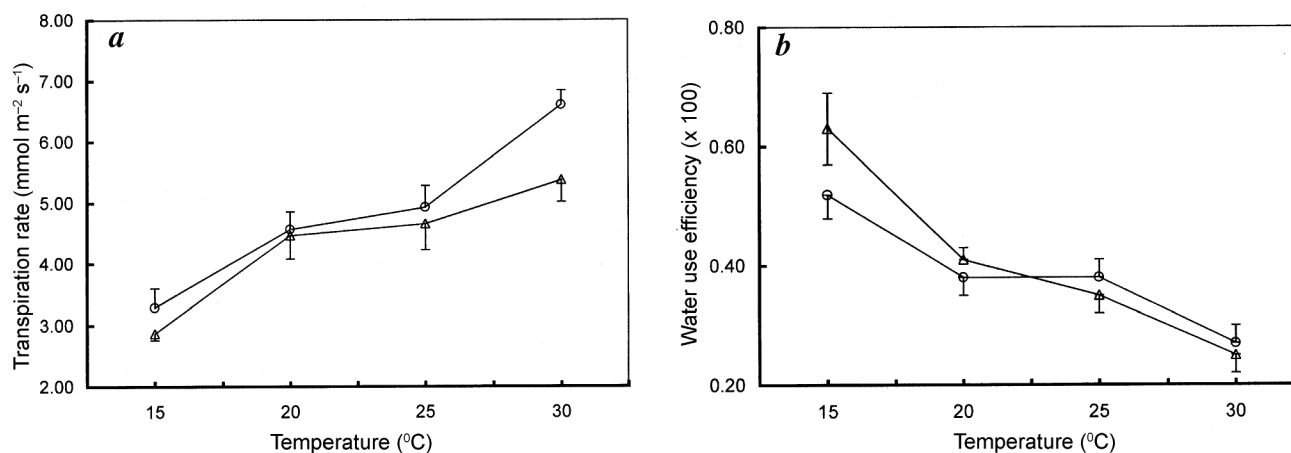 a
Transpiration rate (mmol m⁻² s⁻¹)
8.00
7.00
6.00
5.00
4.00
3.00
2.00
15 20 25 30
Temperature (⁰C)
b
Water use efficiency (x 100)
0.80
0.60
0.40
0.20
15 20 25 30
Temperature (⁰C)